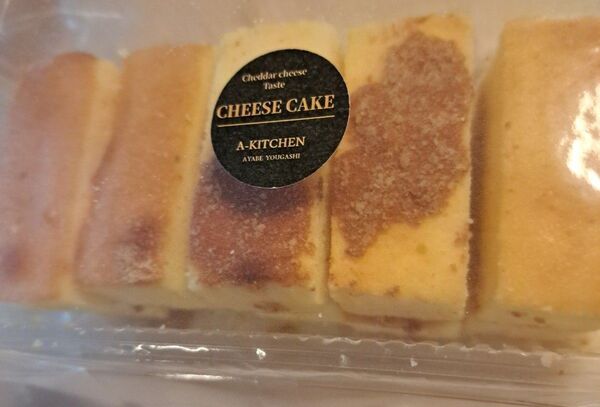 Cheddar cheese
Taste
CHEESE CAKE
A-KITCHEN
AYABE YOUGASHI